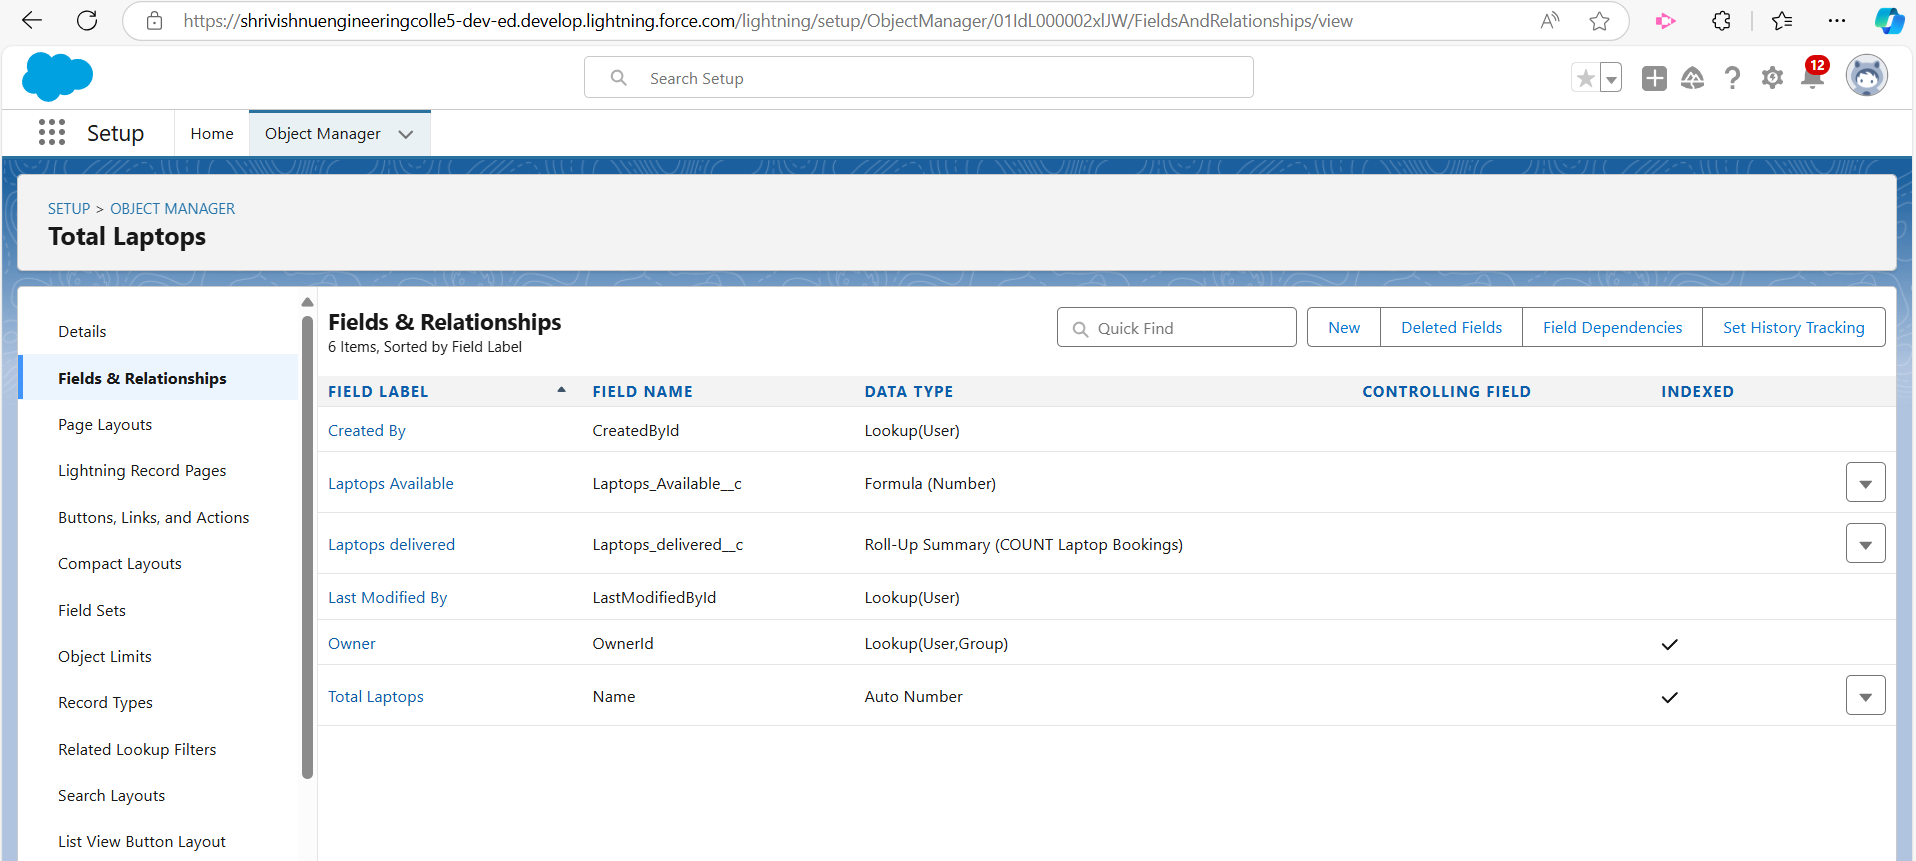 https://shrivishnuengineeringcolle5-dev-ed.develop.lightning.force.com/lightning/setup/ObjectManager/01IdL000002xlJW/FieldsAndRelationships/view
Search Setup
12
Setup
Home
Object Manager
SETUP > OBJECT MANAGER
Total Laptops
Details
Fields & Relationships
Page Layouts
Lightning Record Pages
Buttons, Links, and Actions
Compact Layouts
Field Sets
Object Limits
Record Types
Related Lookup Filters
Search Layouts
List View Button Layout
Fields & Relationships
6 Items, Sorted by Field Label
Quick Find
New
Deleted Fields
Field Dependencies
Set History Tracking
FIELD LABEL FIELD NAME DATA TYPE CONTROLLING FIELD INDEXED
Created By CreatedById Lookup(User)
Laptops Available Laptops_Available__c Formula (Number)
Laptops delivered Laptops_delivered__c Roll-Up Summary (COUNT Laptop Bookings)
Last Modified By LastModifiedById Lookup(User)
Owner OwnerId Lookup(User,Group)
Total Laptops Name Auto Number